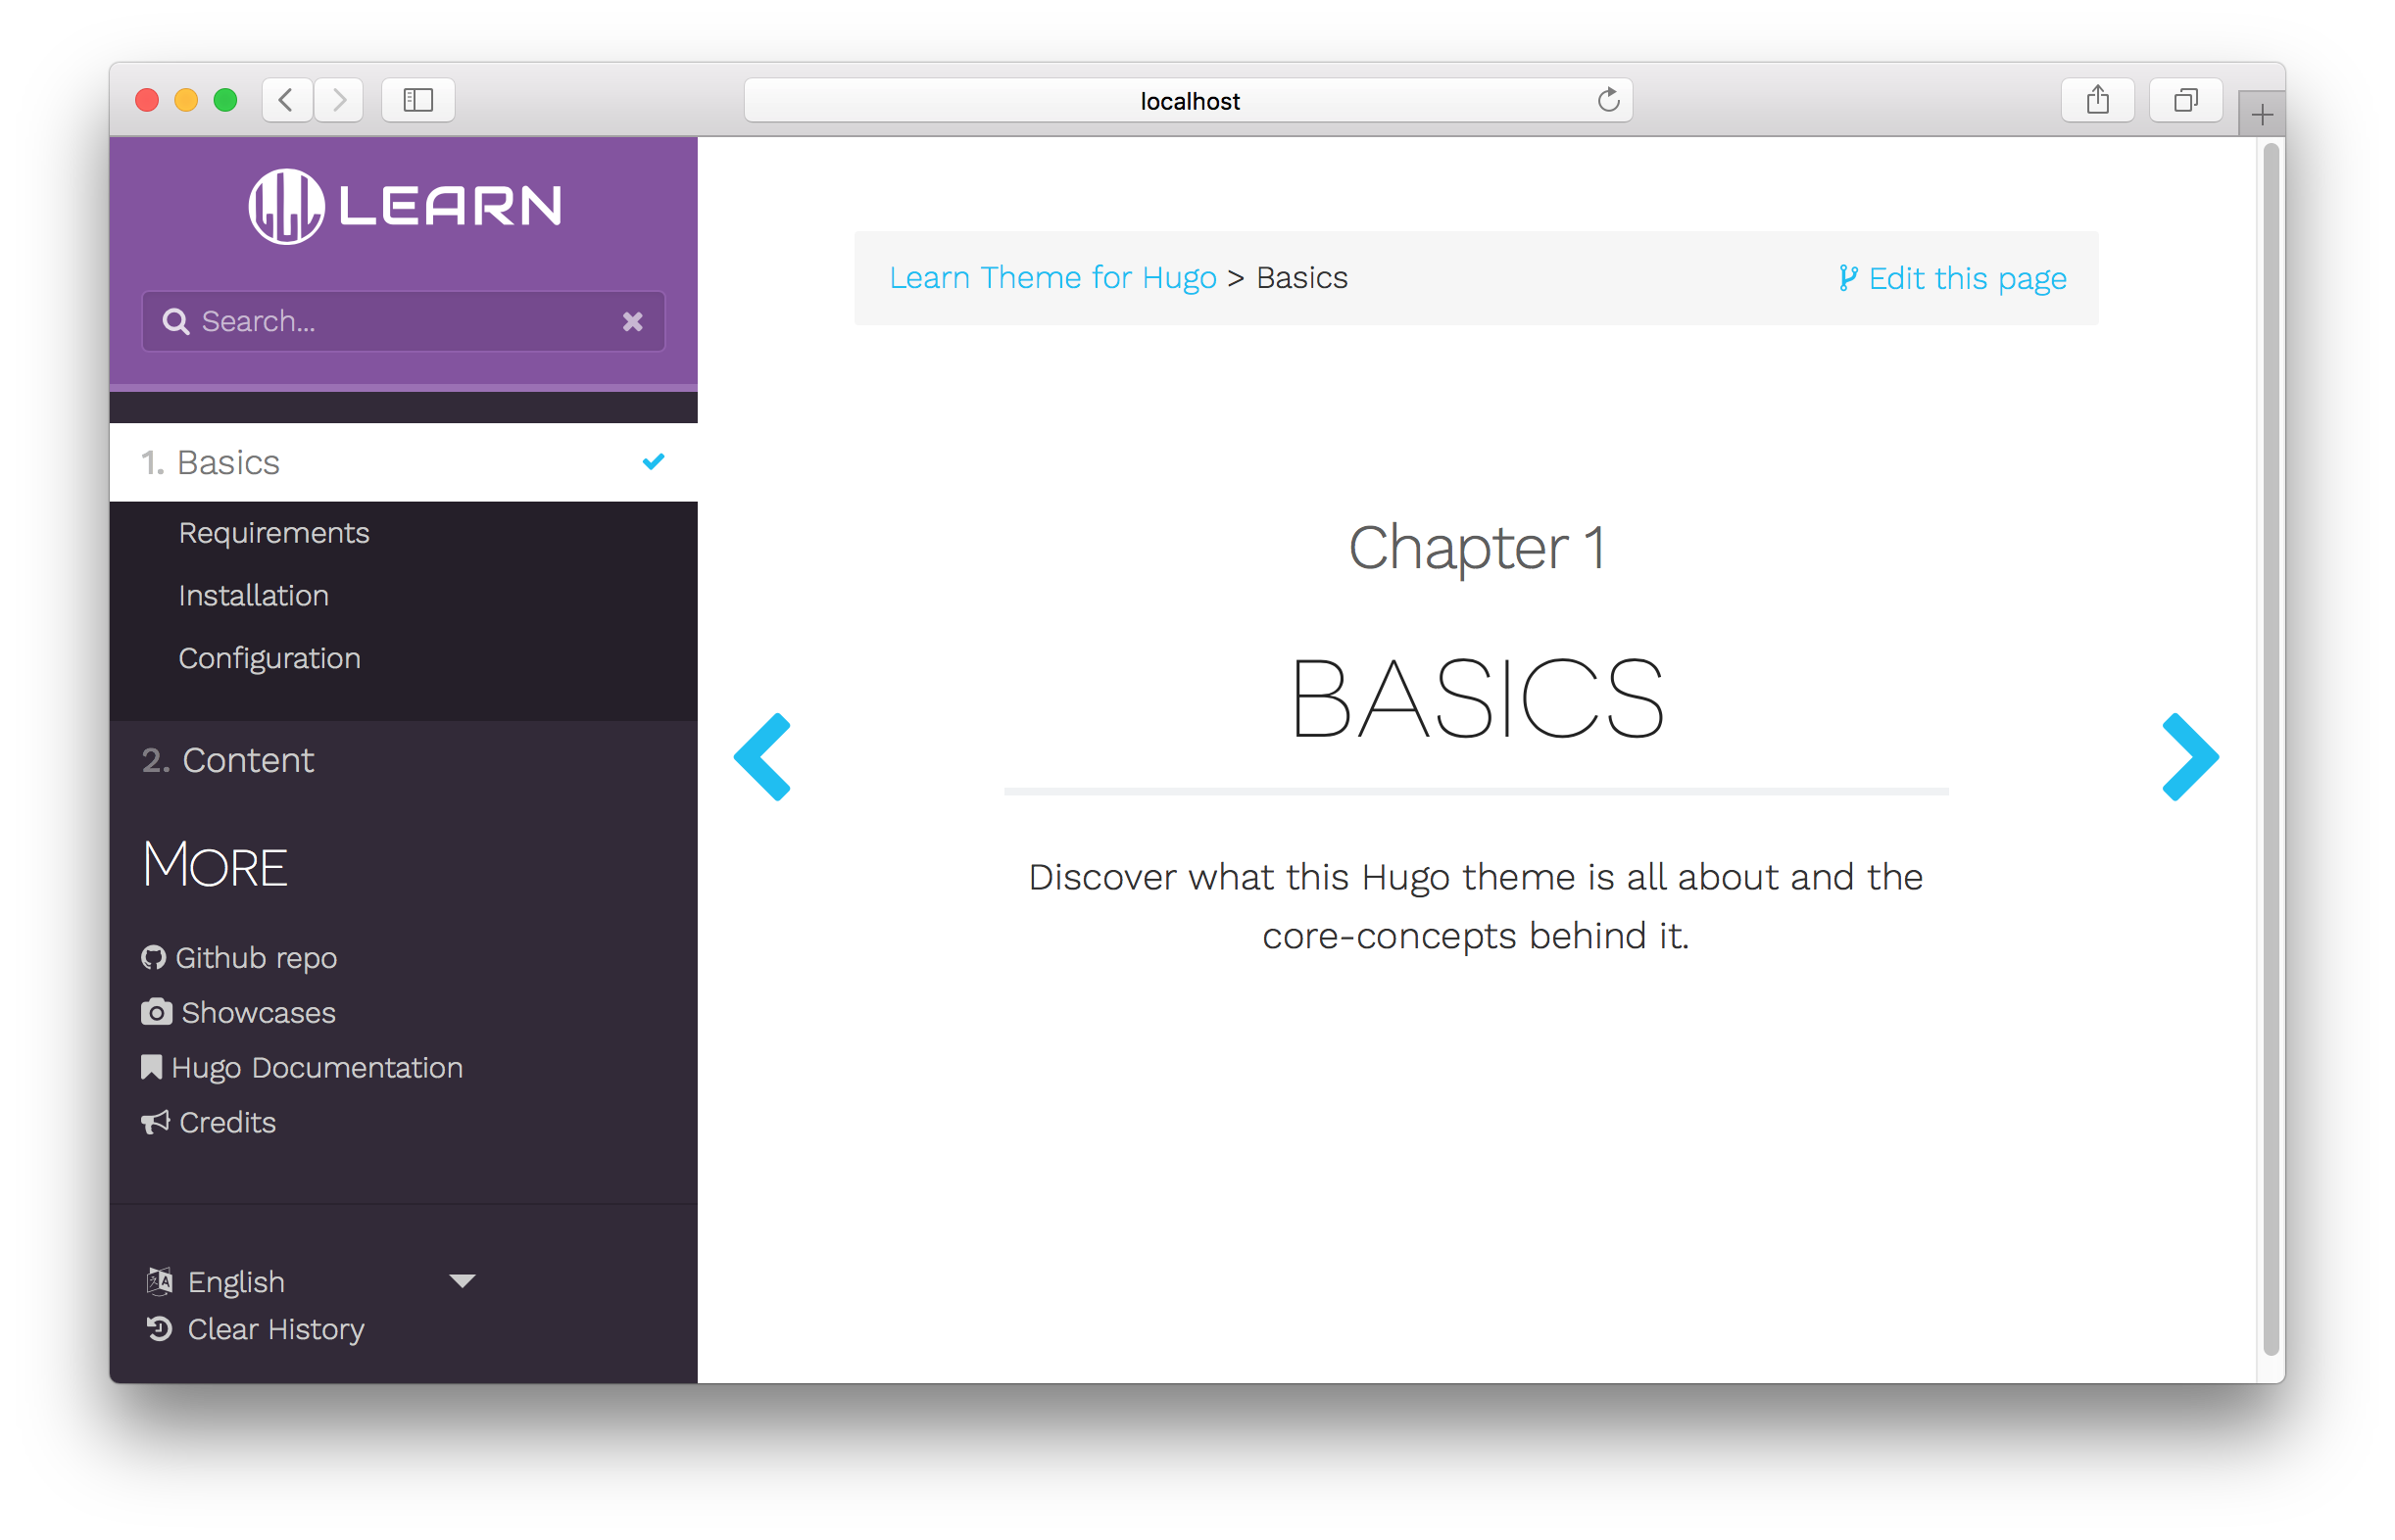 localhost
LEARN
Search...
1. Basics
Requirements
Installation
Configuration
2. Content
MORE
Github repo
Showcases
Hugo Documentation
Credits
English
Clear History
Learn Theme for Hugo > Basics
Edit this page
Chapter 1
BASICS
Discover what this Hugo theme is all about and the
core-concepts behind it.